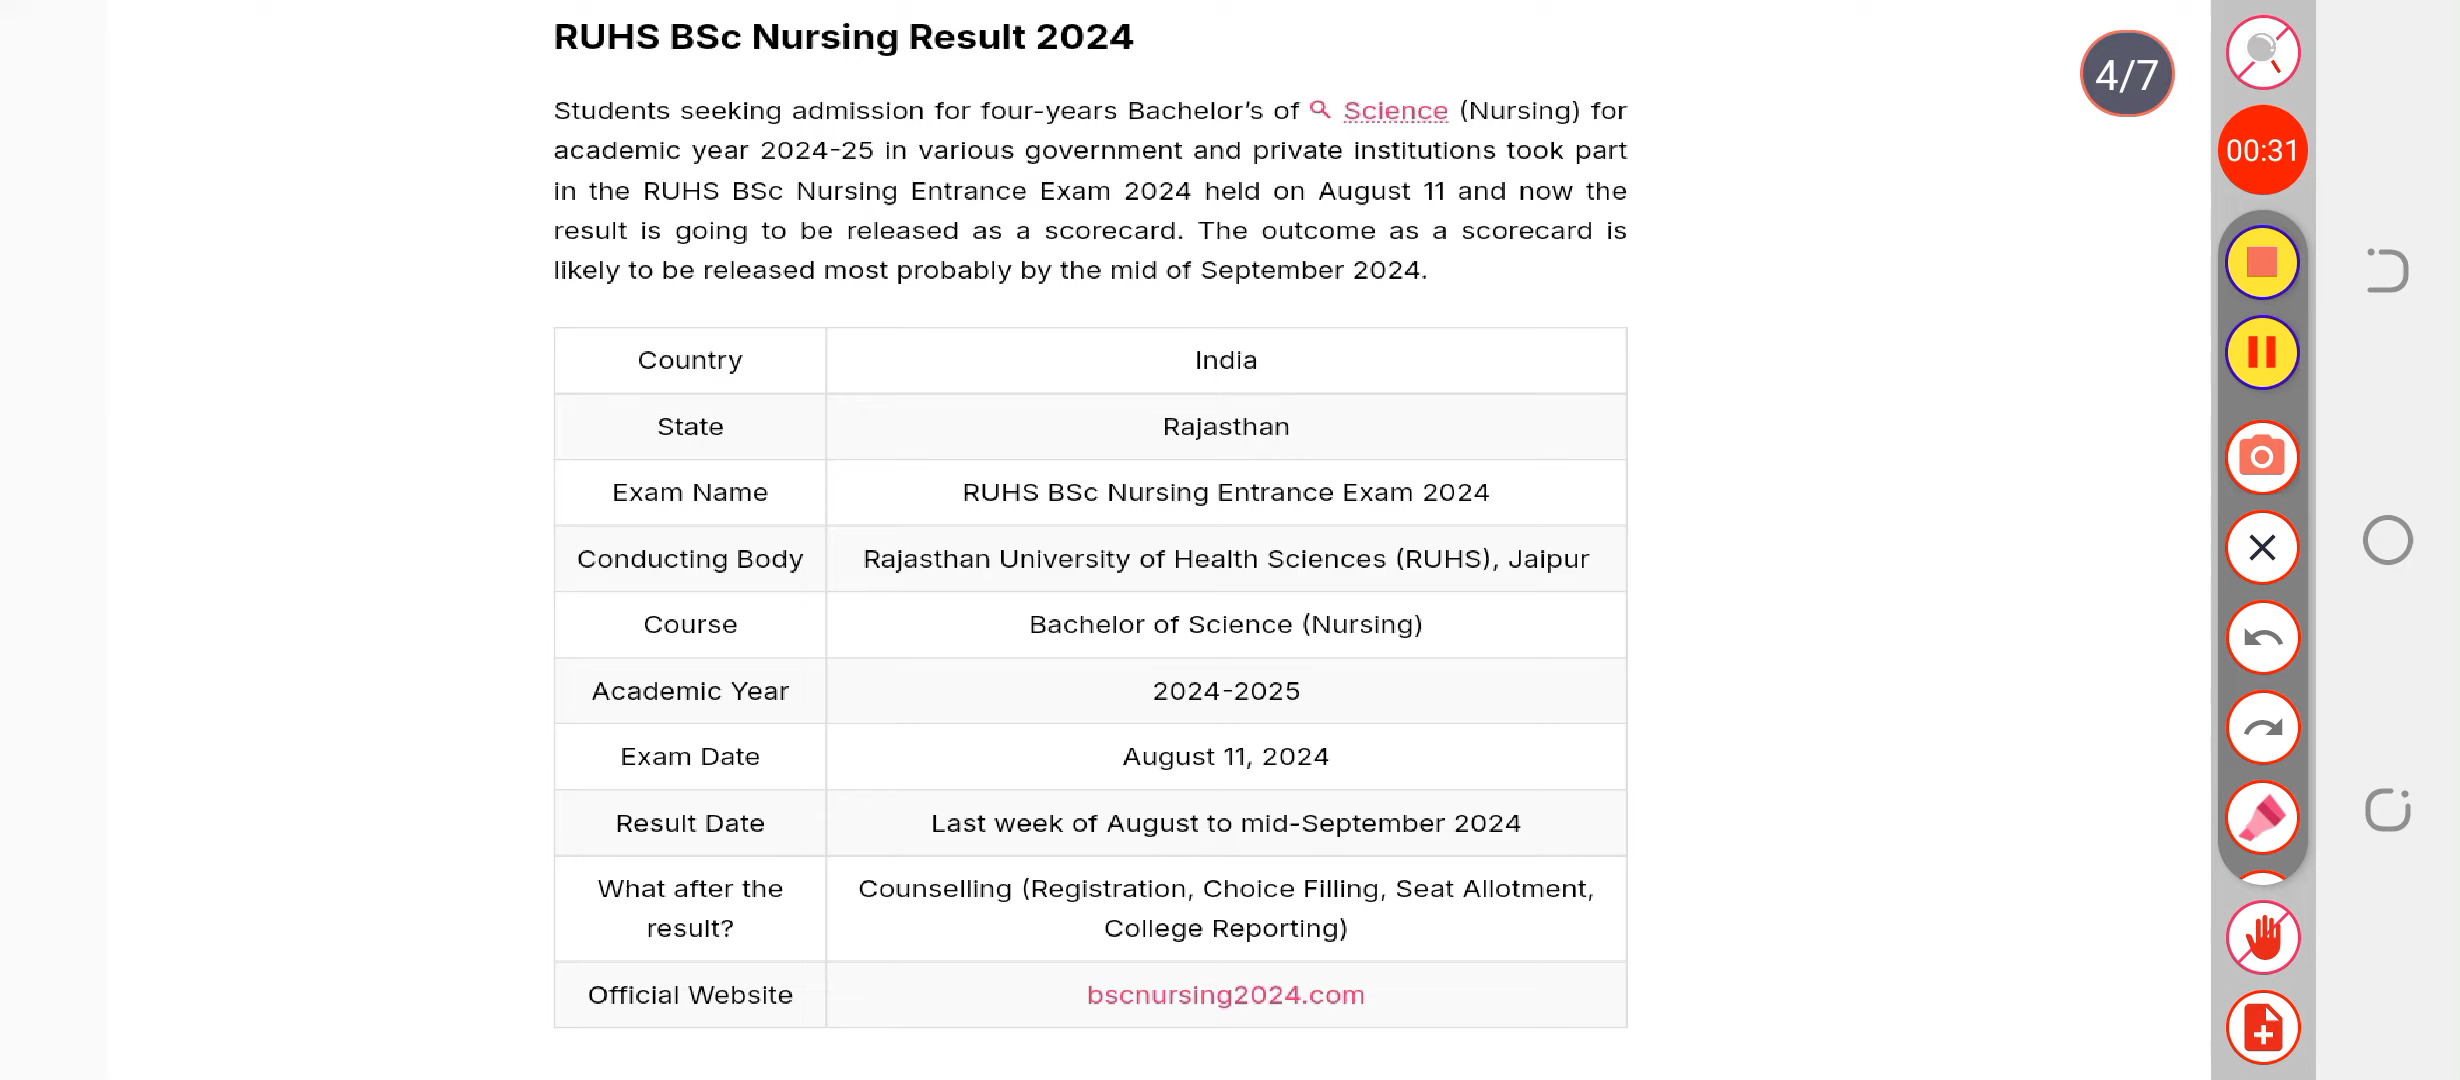 RUHS BSc Nursing Result 2024
4/7
00:31
Students seeking admission for four-years Bachelor's of Science (Nursing) for
academic year 2024-25 in various government and private institutions took part
in the RUHS BSc Nursing Entrance Exam 2024 held on August 11 and now the
result is going to be released as a scorecard. The outcome as a scorecard is
likely to be released most probably by the mid of September 2024.
Country India
State Rajasthan
Exam Name RUHS BSc Nursing Entrance Exam 2024
Conducting Body Rajasthan University of Health Sciences (RUHS), Jaipur
Course Bachelor of Science (Nursing)
Academic Year 2024-2025
Exam Date August 11, 2024
Result Date Last week of August to mid-September 2024
What after the
result?
Counselling (Registration, Choice Filling, Seat Allotment,
College Reporting)
Official Website bscnursing2024.com